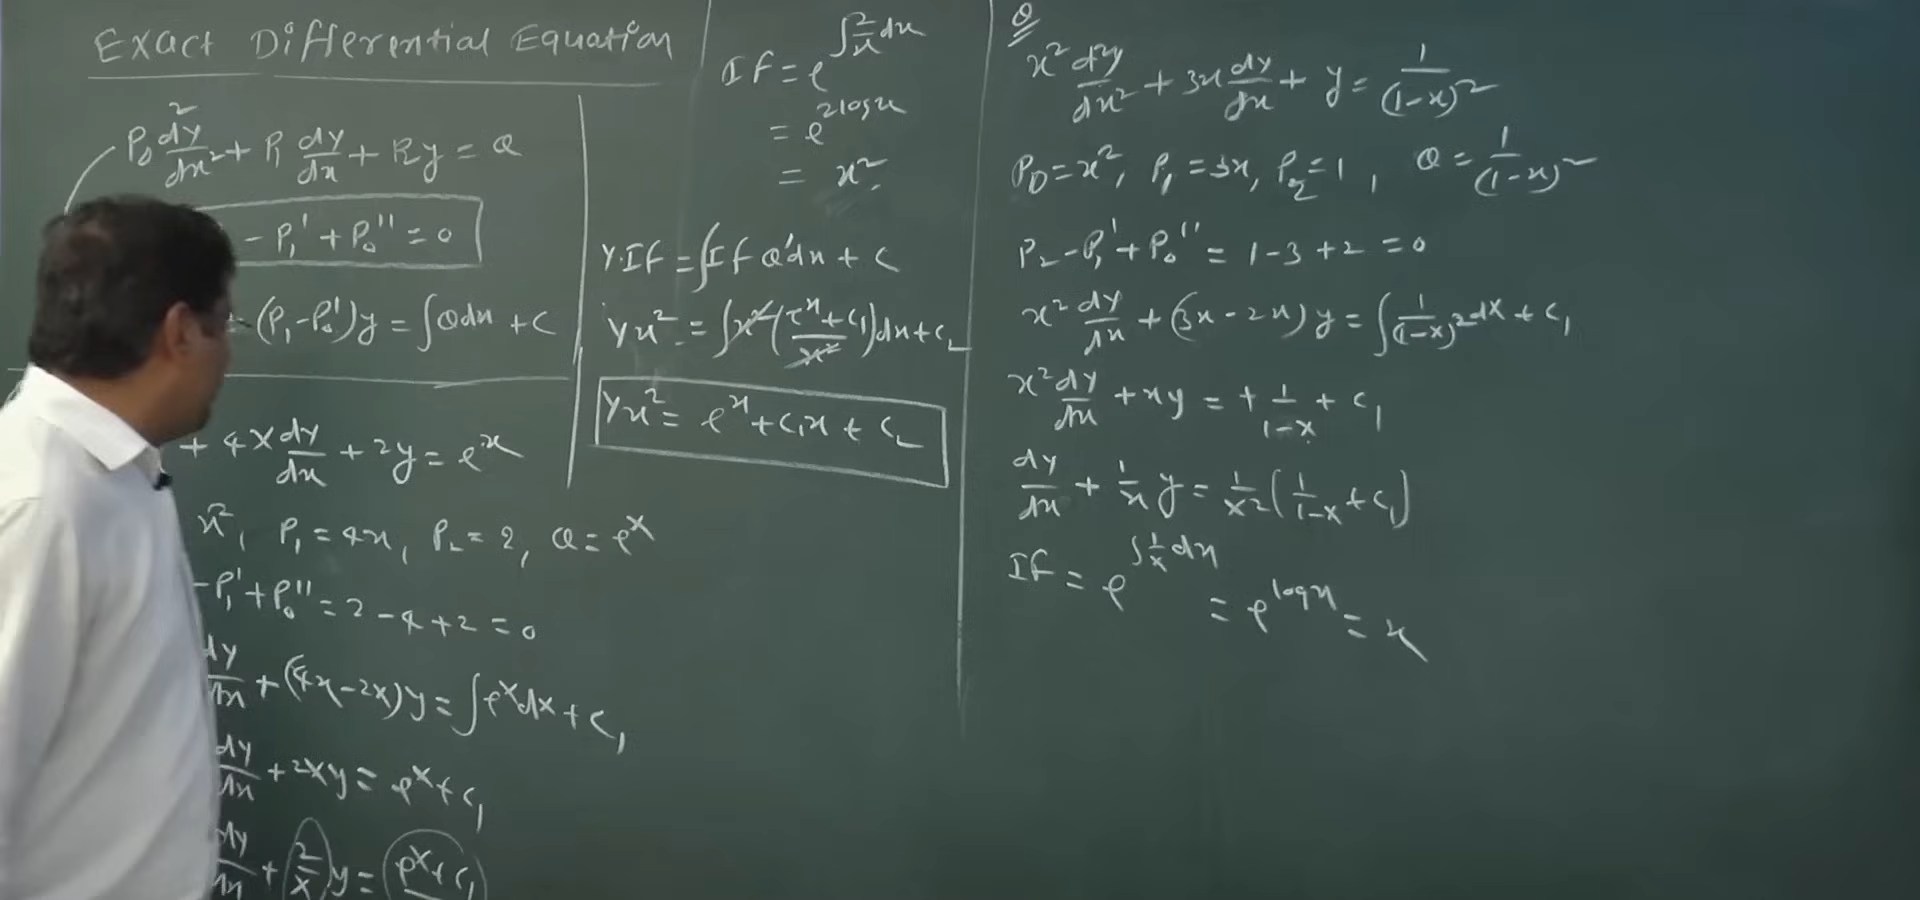 Exact Differential Equation
P₀ d²y/dx² + P₁ dy/dx + P₂y = Q
- P₁' + P₀'' = 0
(P₁-P₀')y = ∫Qdx + C
+ 4x dy/dx + 2y = eˣ
x², P₁ = 4x, P₂ = 2, Q = eˣ
- P₁' + P₀'' = 2 - 4 + 2 = 0
dy/dx + (4x-2x)y = ∫eˣdx + C₁
dy/dx + 2xy = eˣ + C₁
dy/dx + (2/x)y = eˣ + C₁
IF = e^∫2/x dx
= e^2logx
= x².
Y.IF = ∫IF Q'dx + C
Yx² = ∫x²(eˣ+C₁/x²)dx + C₂
Yx² = eˣ + C₁x + C₂
Q
x² d²y/dx² + 3x dy/dx + y = 1/(1-x)²
P₀ = x², P₁ = 3x, P₂ = 1, Q = 1/(1-x)²
P₂ - P₁' + P₀'' = 1 - 3 + 2 = 0
x² dy/dx + (3x - 2x)y = ∫1/(1-x)² dx + C₁
x² dy/dx + xy = + 1/1-x + C₁
dy/dx + 1/x y = 1/x² (1/1-x + C₁)
IF = e^∫1/x dx = e^logx = x